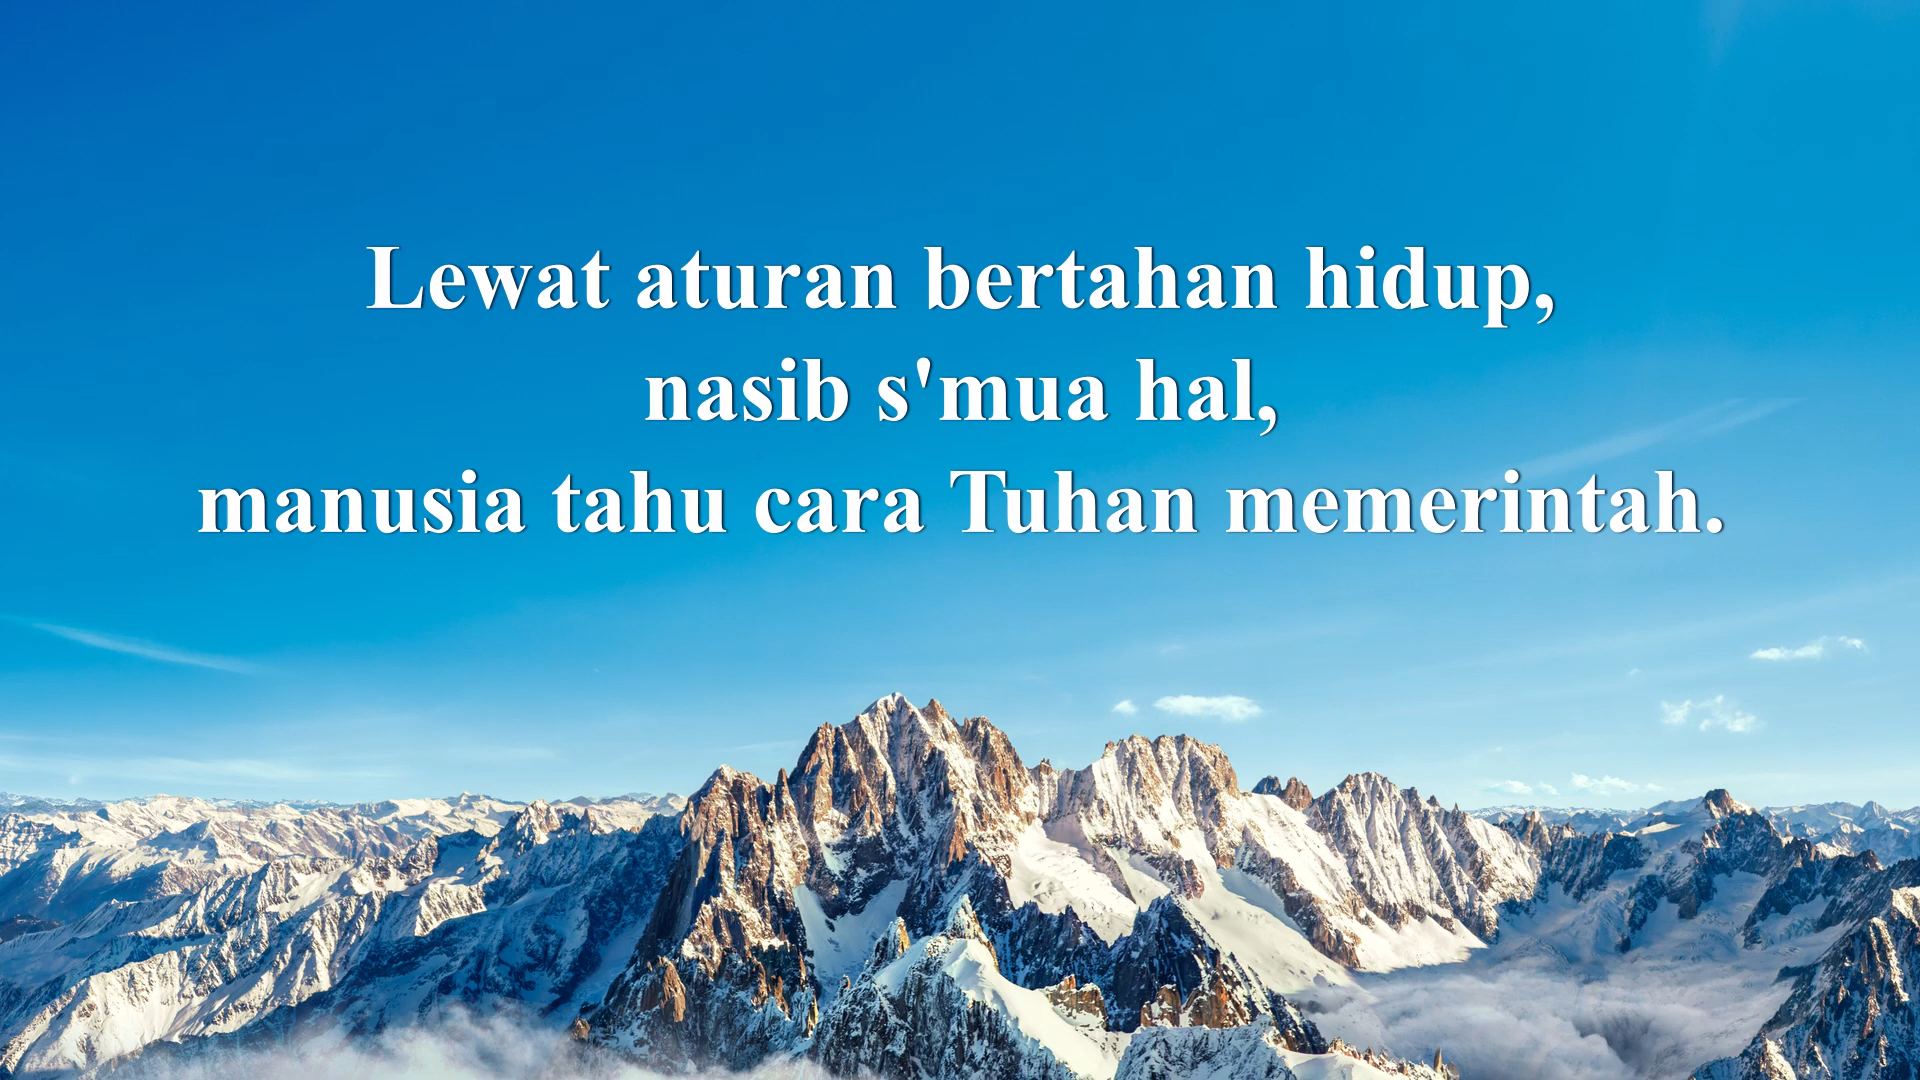 Lewat aturan bertahan hidup,
nasib s'mua hal,
manusia tahu cara Tuhan memerintah.